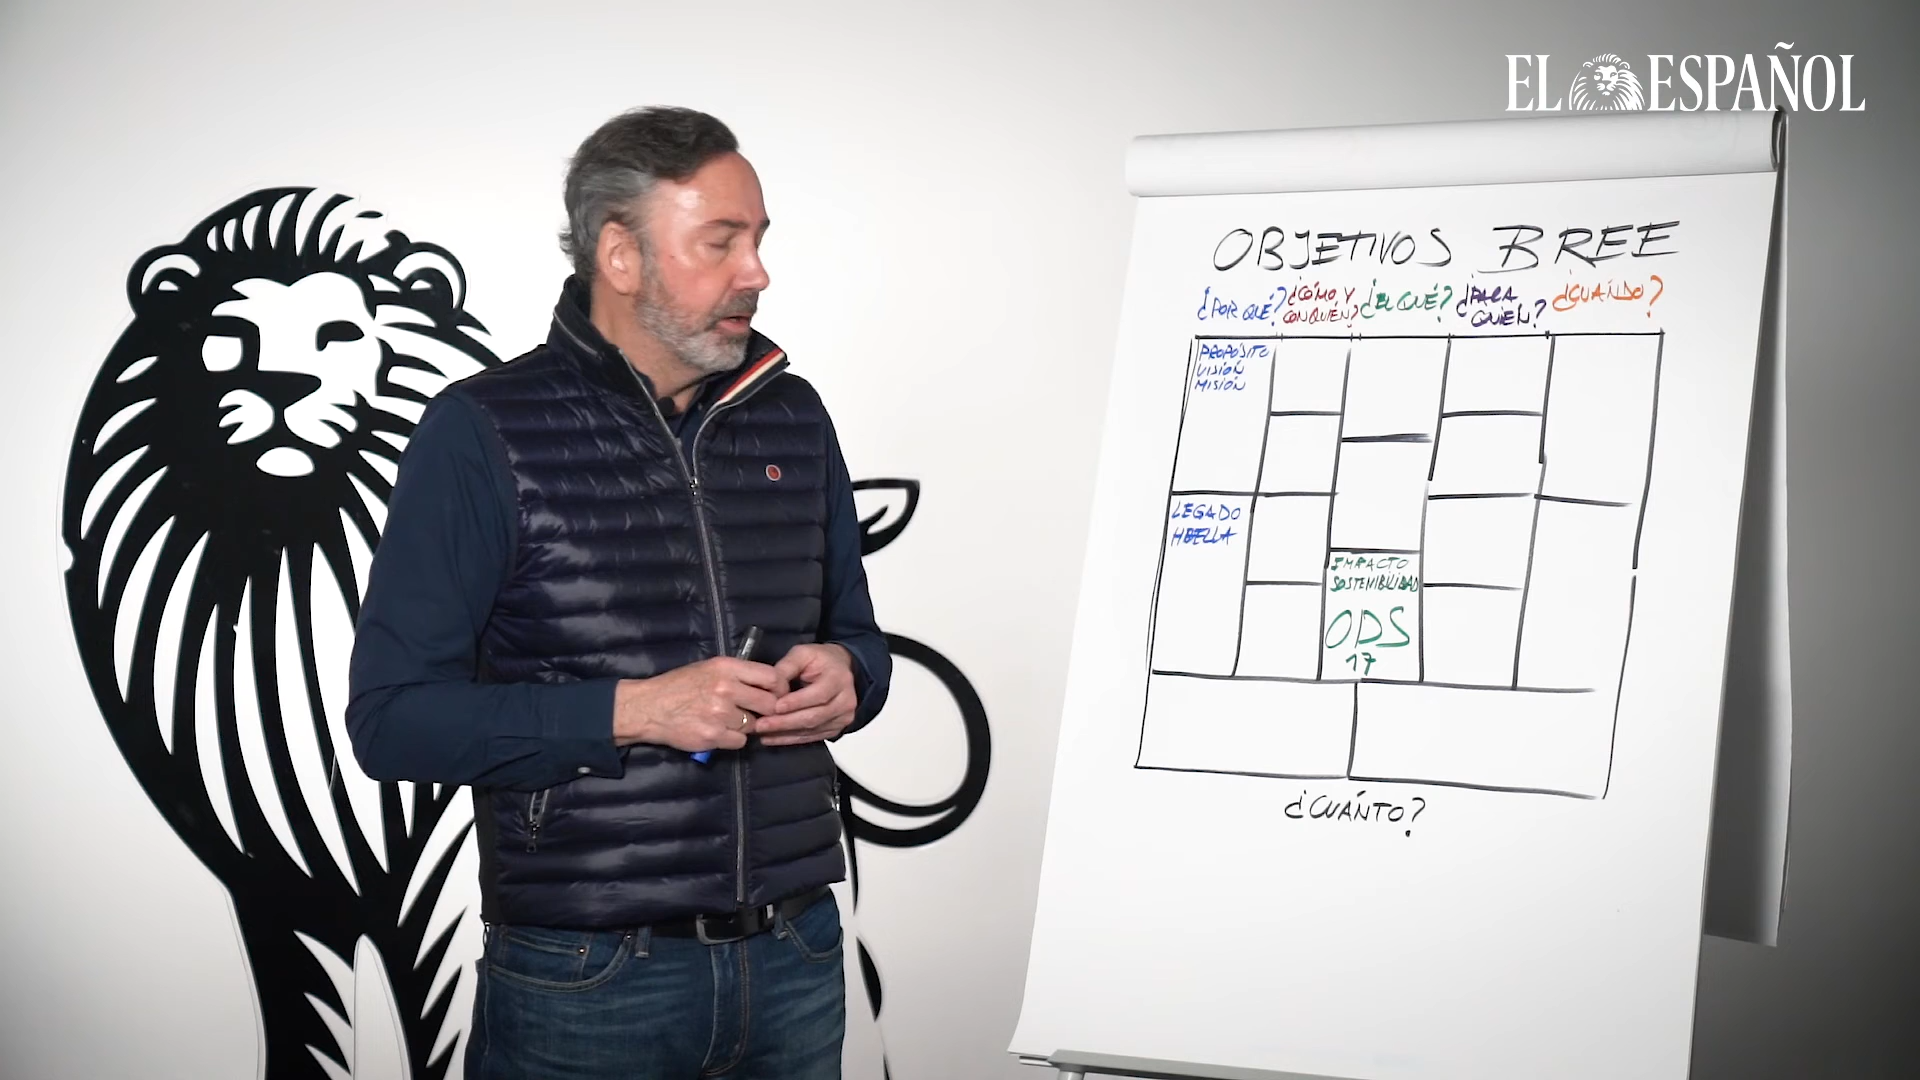 EL ESPAÑOL
OBJETIVOS BREE
¿POR QUÉ?
¿CÓMO Y
CON QUIÉN?
¿EL QUÉ?
¿PARA
QUIÉN?
¿CUÁNDO?
PROPÓSITO
VISIÓN
MISIÓN
LEGADO
HUELLA
IMPACTO
SOSTENIBILIDAD
ODS
17
¿CUÁNTO?